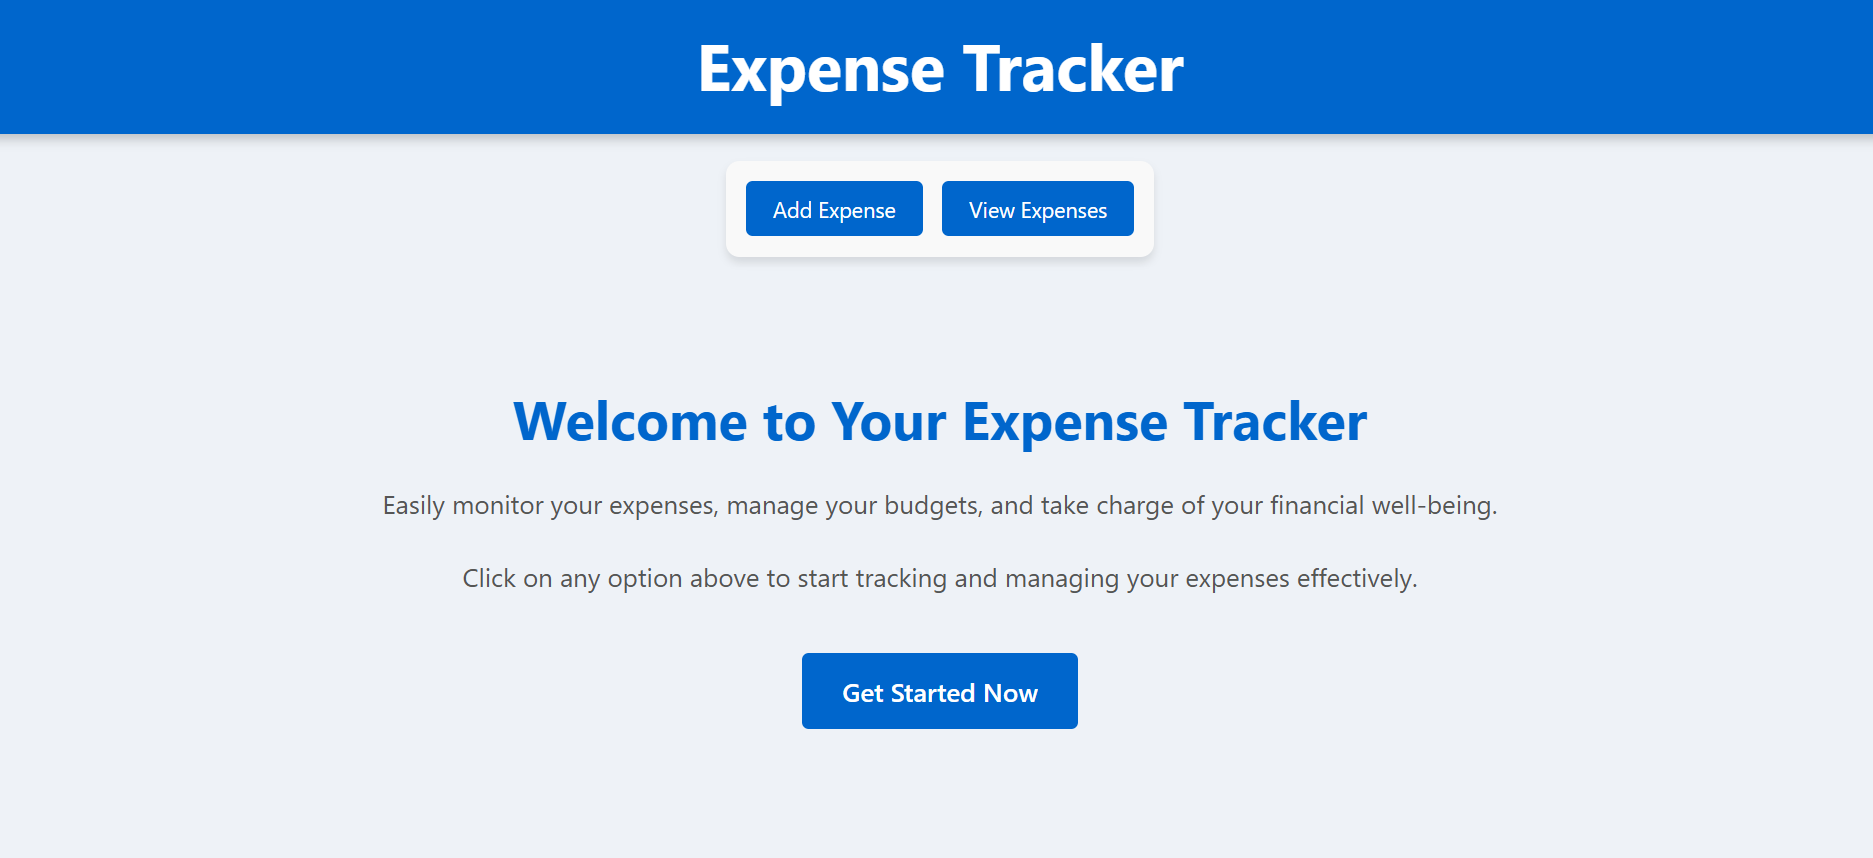 Expense Tracker
Add Expense View Expenses
Welcome to Your Expense Tracker
Easily monitor your expenses, manage your budgets, and take charge of your financial well-being.
Click on any option above to start tracking and managing your expenses effectively.
Get Started Now